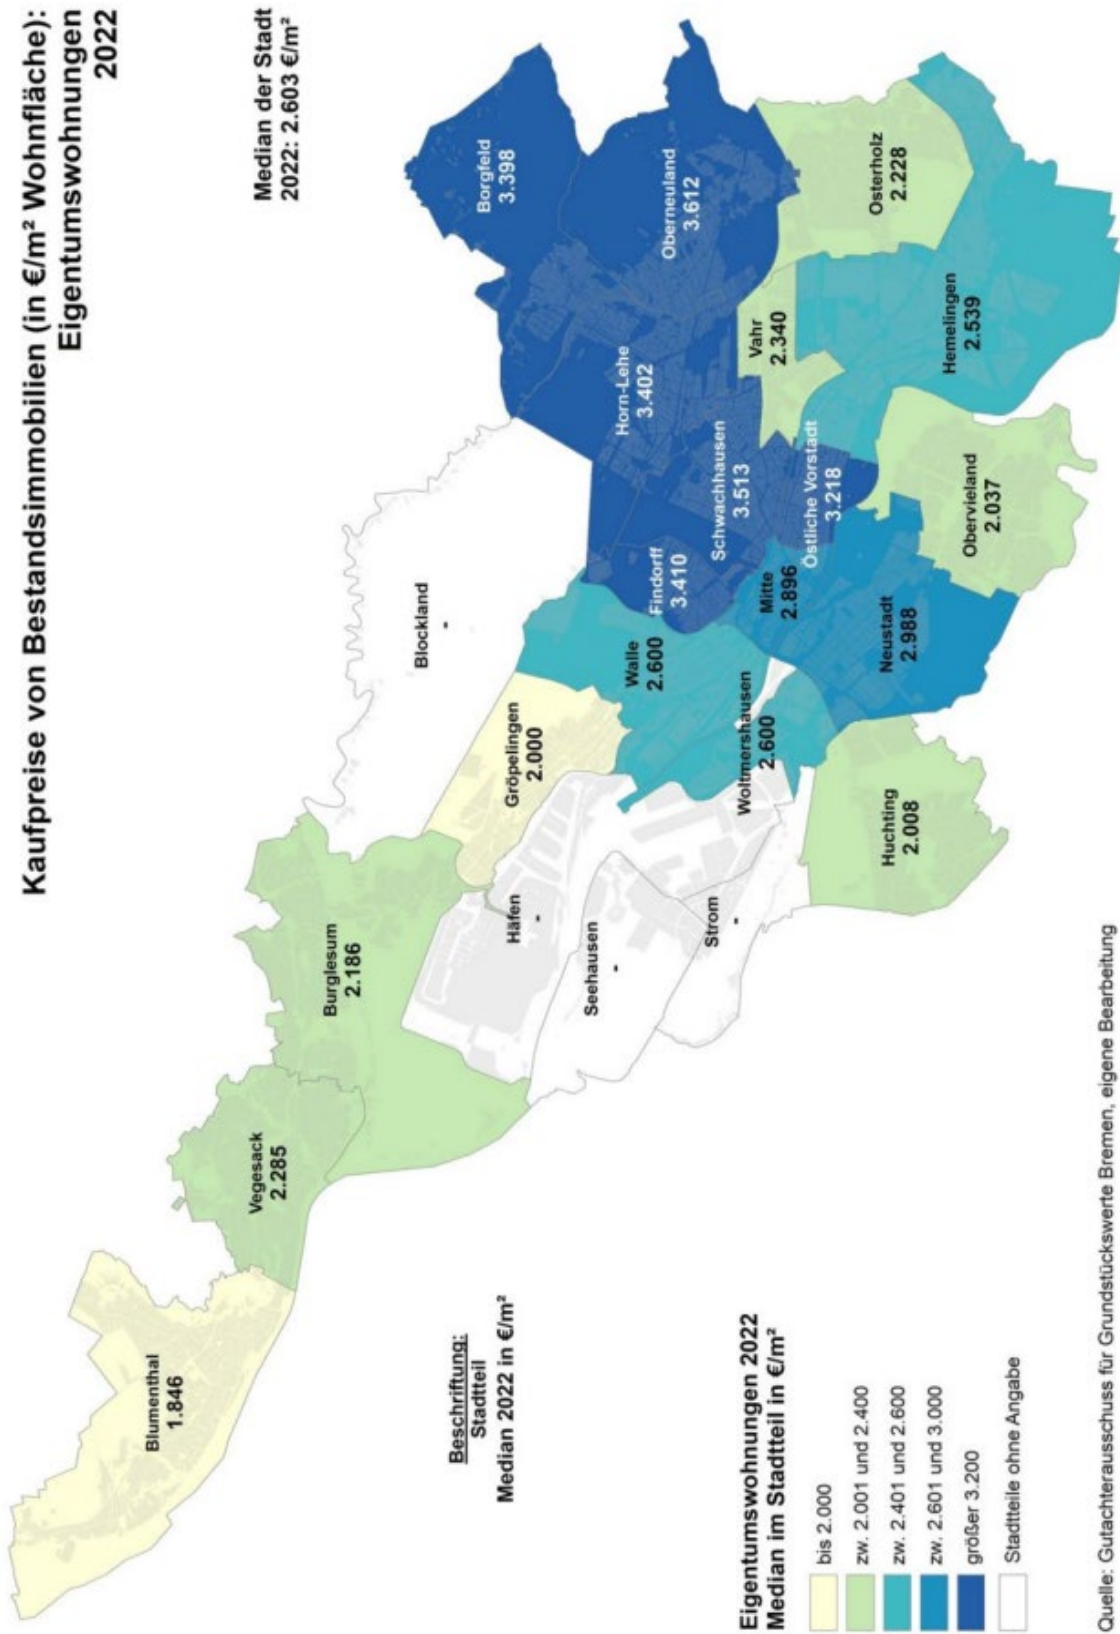 Kaufpreise von Bestandsimmobilien (in €/m² Wohnfläche):
Eigentumswohnungen
2022
Median der Stadt
2022: 2.603 €/m²
Blumenthal
1.846
Vegesack
2.285
Burglesum
2.186
Blockland
-
Borgfeld
3.398
Oberneuland
3.612
Horn-Lehe
3.402
Osterholz
2.228
Vahr
2.340
Schwachhausen
3.513
Findorff
3.410
Östliche Vorstadt
3.218
Hemelingen
2.539
Gröpelingen
2.000
Walle
2.600
Mitte
2.896
Häfen
-
Seehausen
-
Strom
-
Woltmershausen
2.600
Neustadt
2.988
Obervieland
2.037
Huchting
2.008
Beschriftung:
Stadtteil
Median 2022 in €/m²
Eigentumswohnungen 2022
Median im Stadtteil in €/m²
bis 2.000
zw. 2.001 und 2.400
zw. 2.401 und 2.600
zw. 2.601 und 3.000
größer 3.200
Stadtteile ohne Angabe
Quelle: Gutachterausschuss für Grundstückswerte Bremen, eigene Bearbeitung